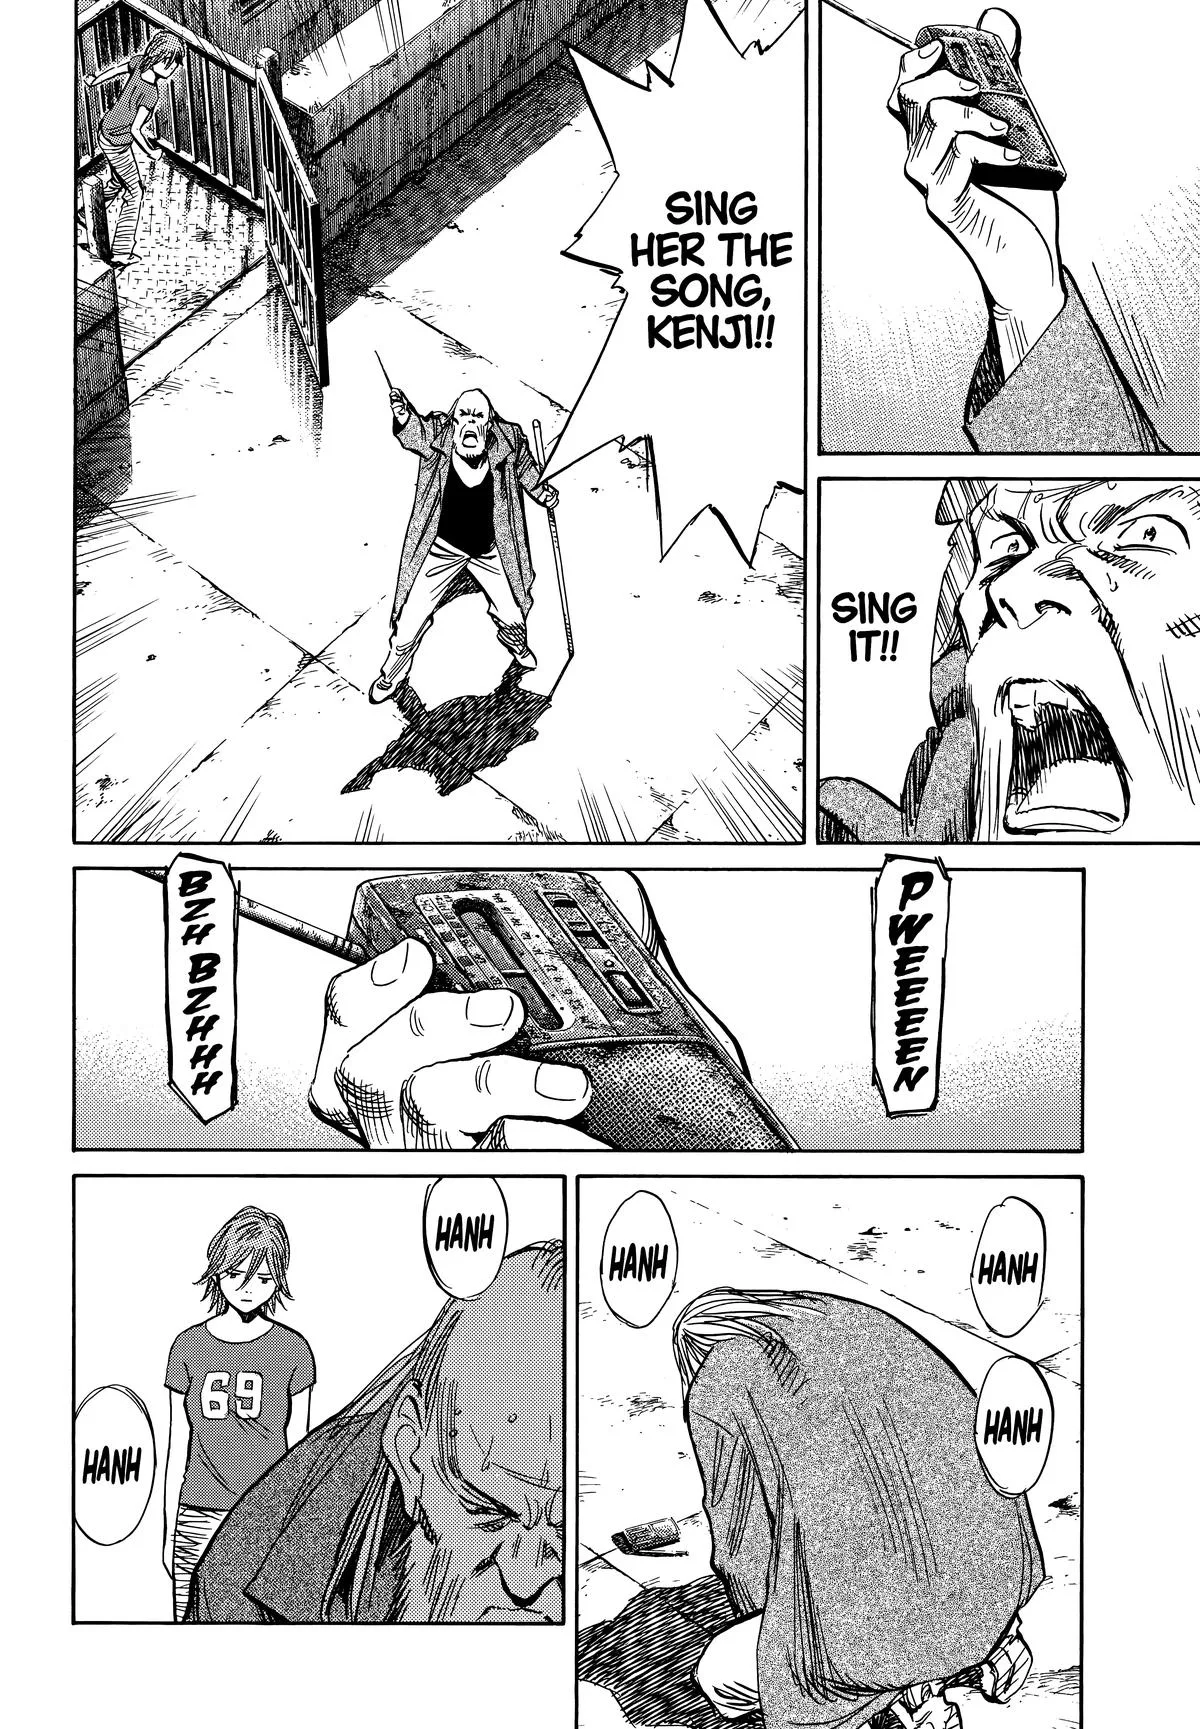 SING
IT!!
SING
HER THE
SONG,
KENJI!!
PWEEEEN
BZH BZHHH
HANH
HANH
HANH
HANH
69
HANH